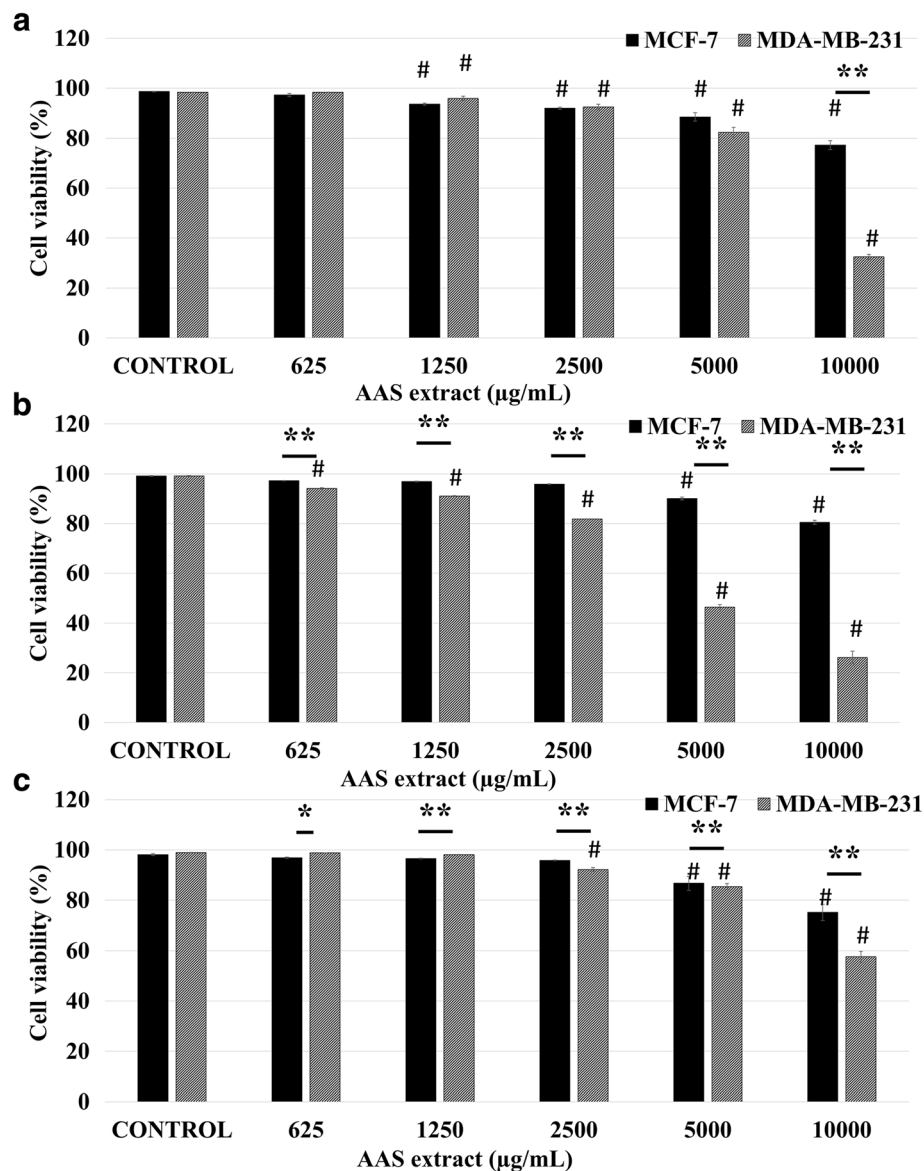 a
120
MCF-7 MDA-MB-231
# #
100
# # # # # **
80
60
40
#
20
0
Cell viability (%)
CONTROL 625 1250 2500 5000 10000
AAS extract (µg/mL)
b
120
MCF-7 MDA-MB-231
** ** ** ** **
100
# # # # #
80
60
40
# #
20
0
Cell viability (%)
CONTROL 625 1250 2500 5000 10000
AAS extract (µg/mL)
c
120
MCF-7 MDA-MB-231
* ** ** ** **
100
# # # #
80
60
#
40
20
0
Cell viability (%)
CONTROL 625 1250 2500 5000 10000
AAS extract (µg/mL)